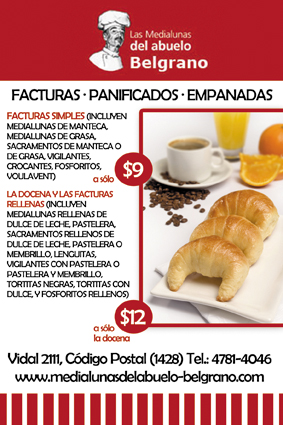 Las Medialunas
del abuelo
Belgrano
FACTURAS · PANIFICADOS · EMPANADAS
FACTURAS SIMPLES (INCLUYEN
MEDIALUNAS DE MANTECA,
MEDIALUNAS DE GRASA,
SACRAMENTOS DE MANTECA O
DE GRASA, VIGILANTES,
CROCANTES, FOSFORITOS,
VOULAVENT)
a sólo $9
LA DOCENA Y LAS FACTURAS
RELLENAS (INCLUYEN
MEDIALUNAS RELLENAS DE
DULCE DE LECHE, PASTELERA,
SACRAMENTOS RELLENOS DE
DULCE DE LECHE, PASTELERA O
MEMBRILLO, LENGUITAS,
VIGILANTES CON PASTELERA O
PASTELERA Y MEMBRILLO,
TORTITAS NEGRAS, TORTITAS CON
DULCE, Y FOSFORITOS RELLENOS)
$12
a sólo
la docena
Vidal 2111, Código Postal (1428) Tel.: 4781-4046
www.medialunasdelabuelo-belgrano.com